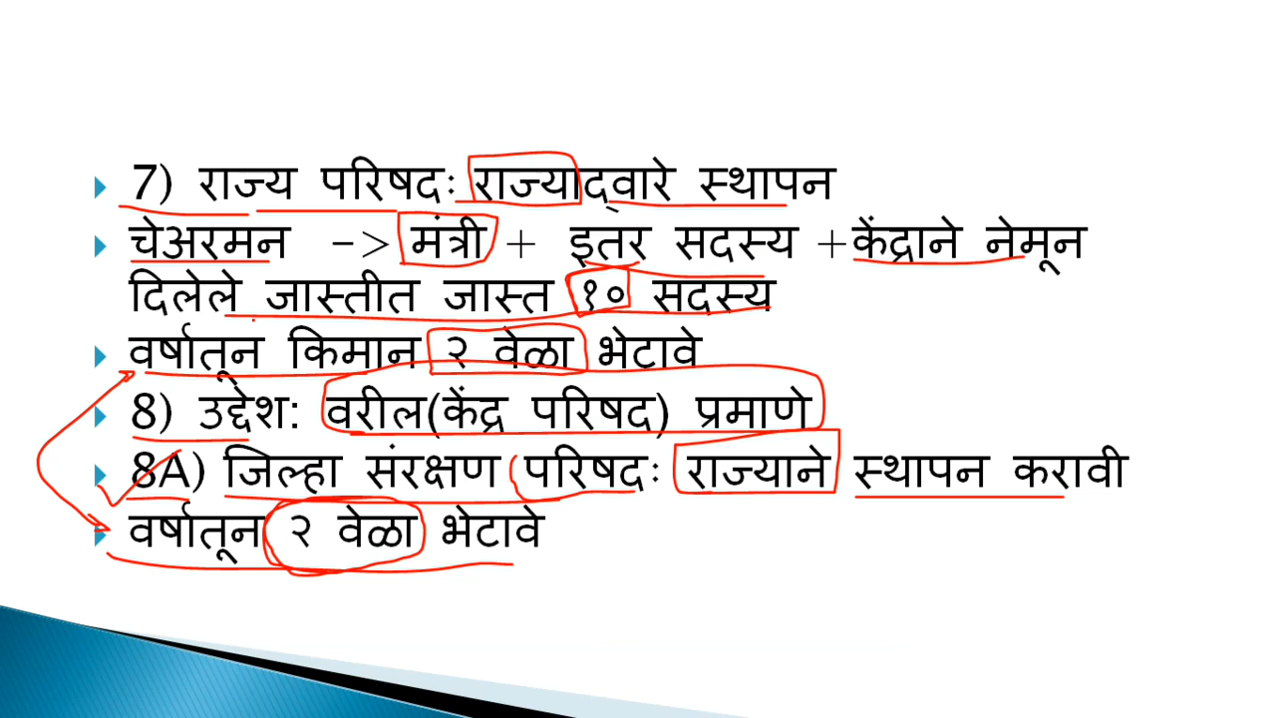 7) राज्य परिषदः राज्याद्वारे स्थापन
चेअरमन -> मंत्री + इतर सदस्य +केंद्राने नेमून
दिलेले जास्तीत जास्त १० सदस्य
वर्षातून किमान २ वेळा भेटावे
8) उद्देश: वरील(केंद्र परिषद) प्रमाणे
8A) जिल्हा संरक्षण परिषदः राज्याने स्थापन करावी
वर्षातून २ वेळा भेटावे